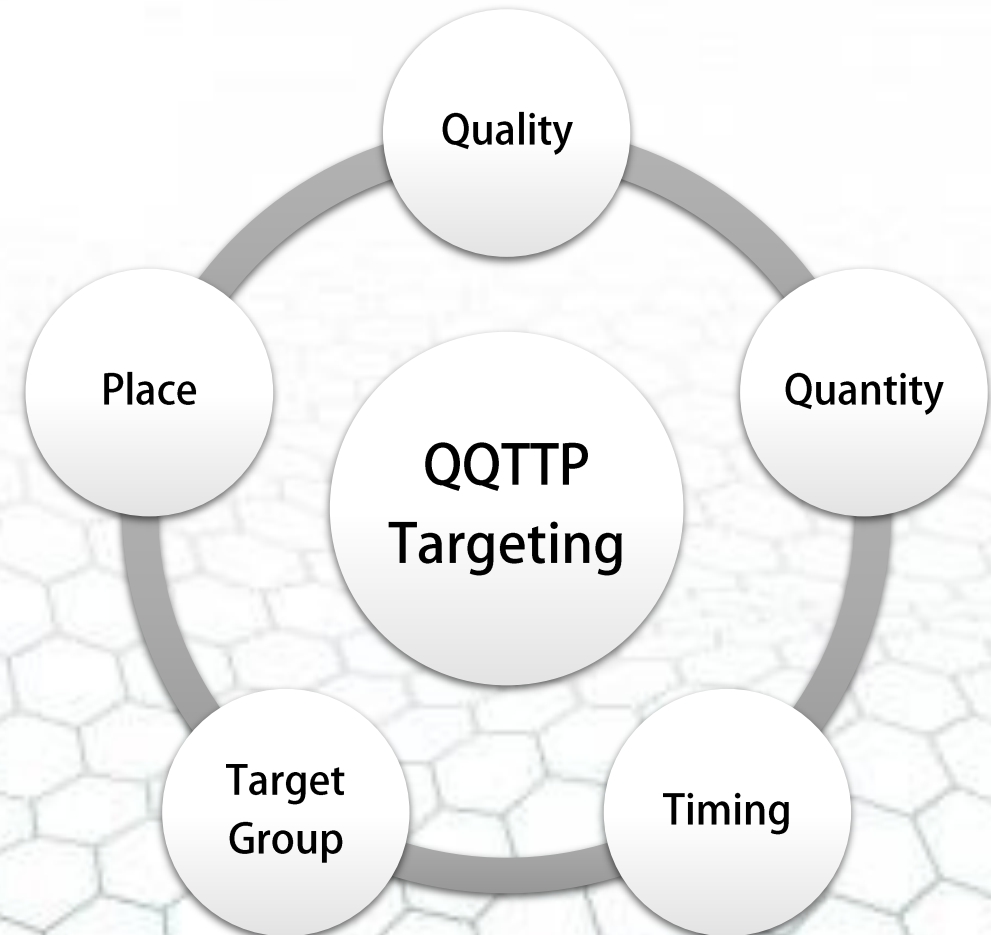 Quality
Place
Quantity
QQTTP
Targeting
Target
Group
Timing